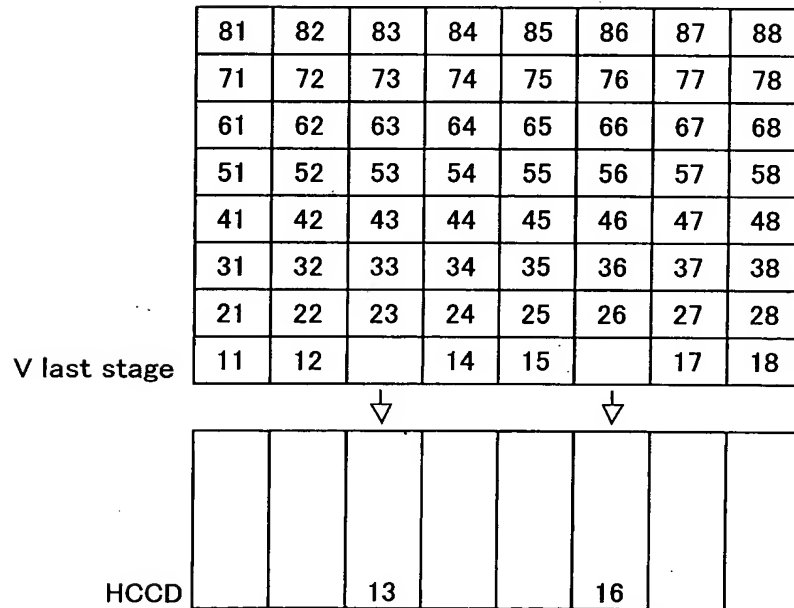 81 82 83 84 85 86 87 88
71 72 73 74 75 76 77 78
61 62 63 64 65 66 67 68
51 52 53 54 55 56 57 58
41 42 43 44 45 46 47 48
31 32 33 34 35 36 37 38
21 22 23 24 25 26 27 28
V last stage 11 12 14 15 17 18
HCCD 13 16